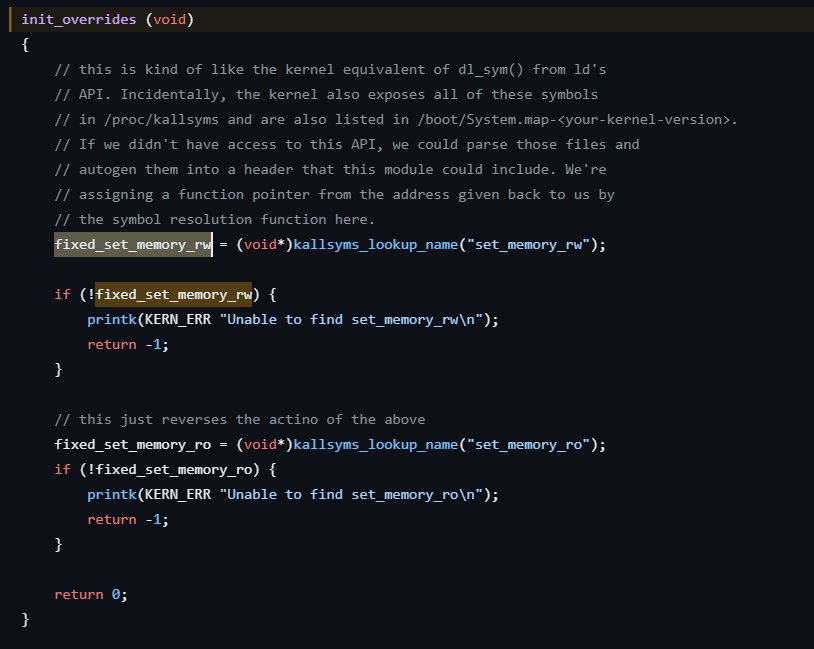 init_overrides (void)
{
    // this is kind of like the kernel equivalent of dl_sym() from ld's
    // API. Incidentally, the kernel also exposes all of these symbols
    // in /proc/kallsyms and are also listed in /boot/System.map-<your-kernel-version>.
    // If we didn't have access to this API, we could parse those files and
    // autogen them into a header that this module could include. We're
    // assigning a function pointer from the address given back to us by
    // the symbol resolution function here.
    fixed_set_memory_rw = (void*)kallsyms_lookup_name("set_memory_rw");

    if (!fixed_set_memory_rw) {
        printk(KERN_ERR "Unable to find set_memory_rw\n");
        return -1;
    }

    // this just reverses the actino of the above
    fixed_set_memory_ro = (void*)kallsyms_lookup_name("set_memory_ro");
    if (!fixed_set_memory_ro) {
        printk(KERN_ERR "Unable to find set_memory_ro\n");
        return -1;
    }

    return 0;
}